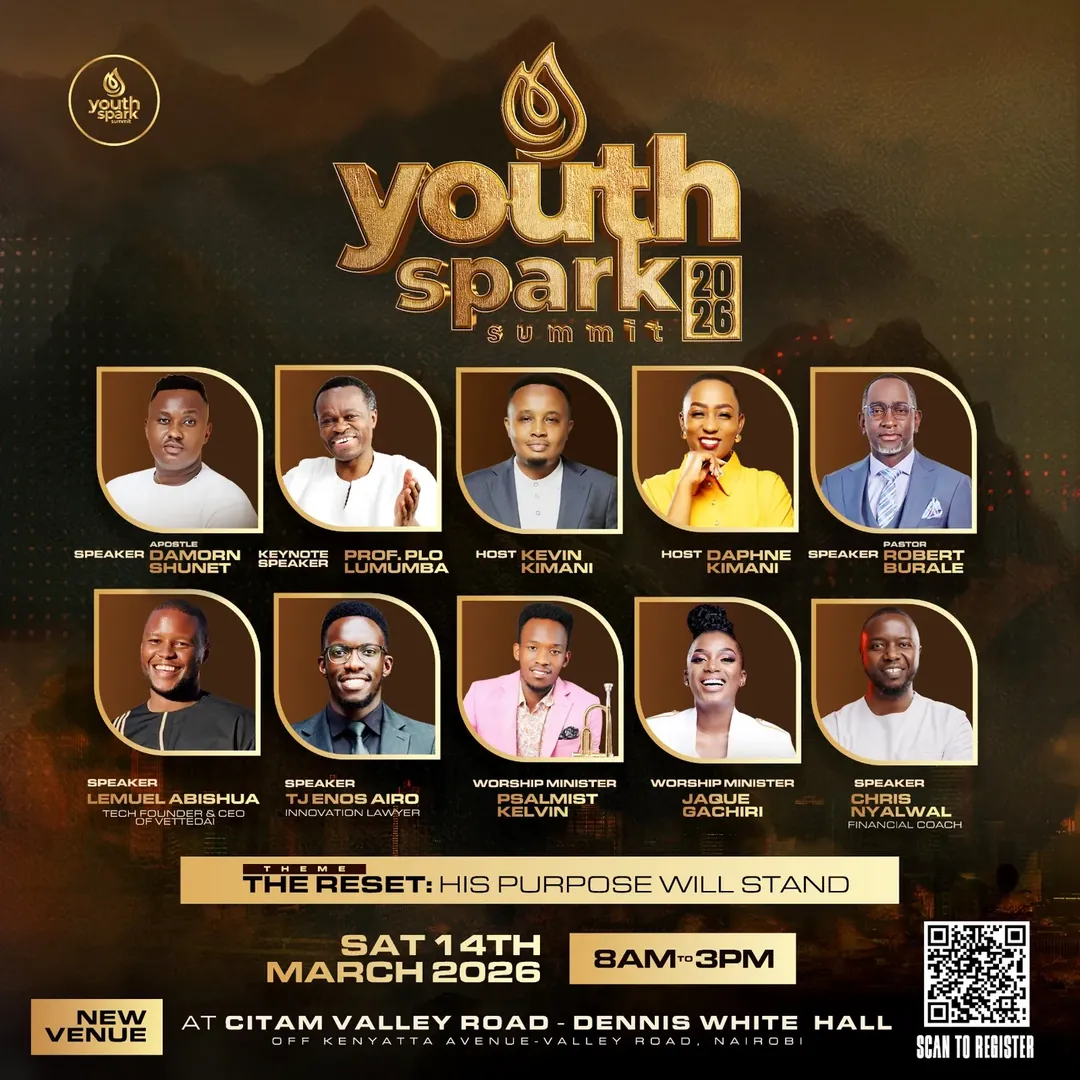 youth
spark
summit
youth
spark
summit
20
26
SPEAKER
APOSTLE
DAMORN
SHUNET
KEYNOTE
SPEAKER
PROF. PLO
LUMUMBA
HOST
KEVIN
KIMANI
HOST
DAPHNE
KIMANI
SPEAKER
PASTOR
ROBERT
BURALE
SPEAKER
LEMUEL ABISHUA
TECH FOUNDER & CEO
OF VETTEDAI
SPEAKER
TJ ENOS AIRO
INNOVATION LAWYER
WORSHIP MINISTER
PSALMIST
KELVIN
WORSHIP MINISTER
JAQUE
GACHIRI
SPEAKER
CHRIS
NYALWAL
FINANCIAL COACH
THEME
THE RESET: HIS PURPOSE WILL STAND
SAT 14TH
MARCH 2026
8AM TO 3PM
NEW
VENUE
AT CITAM VALLEY ROAD - DENNIS WHITE HALL
OFF KENYATTA AVENUE-VALLEY ROAD, NAIROBI
SCAN TO REGISTER